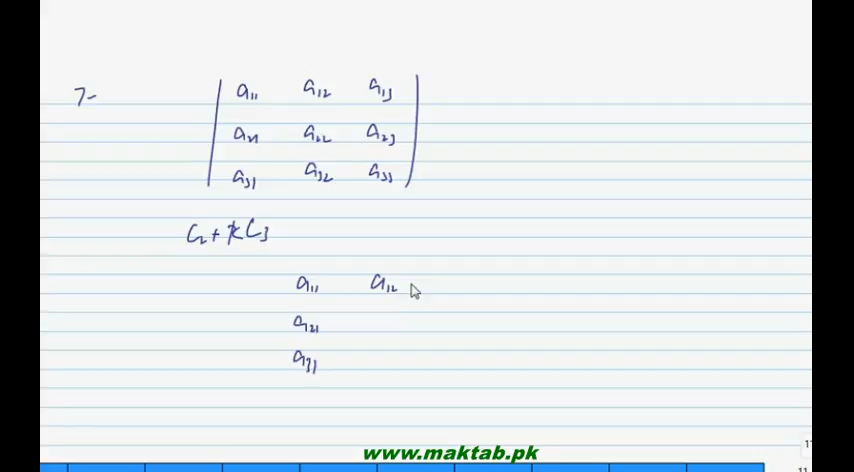 7-
a₁₁ a₁₂ a₁₃
a₂₁ a₂₂ a₂₃
a₃₁ a₃₂ a₃₃
C₂ + kC₃
a₁₁ a₁₂
a₂₁
a₃₁
www.maktab.pk
11